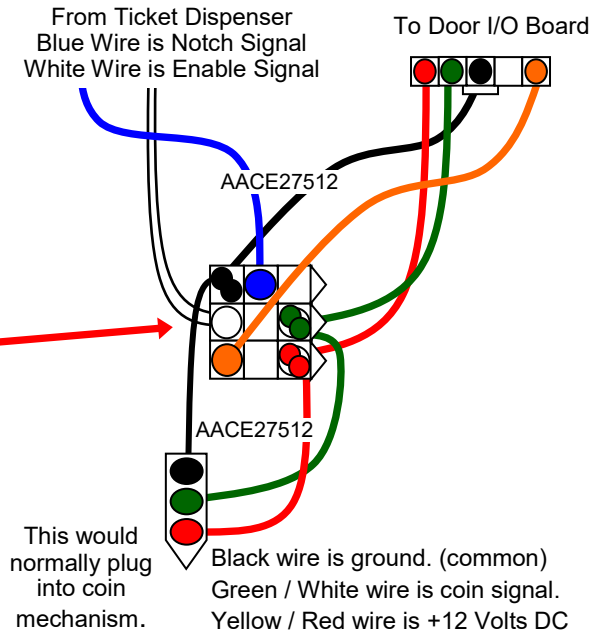 From Ticket Dispenser
Blue Wire is Notch Signal
White Wire is Enable Signal
To Door I/O Board
AACE27512
AACE27512
This would
normally plug
into coin
mechanism.
Black wire is ground. (common)
Green / White wire is coin signal.
Yellow / Red wire is +12 Volts DC